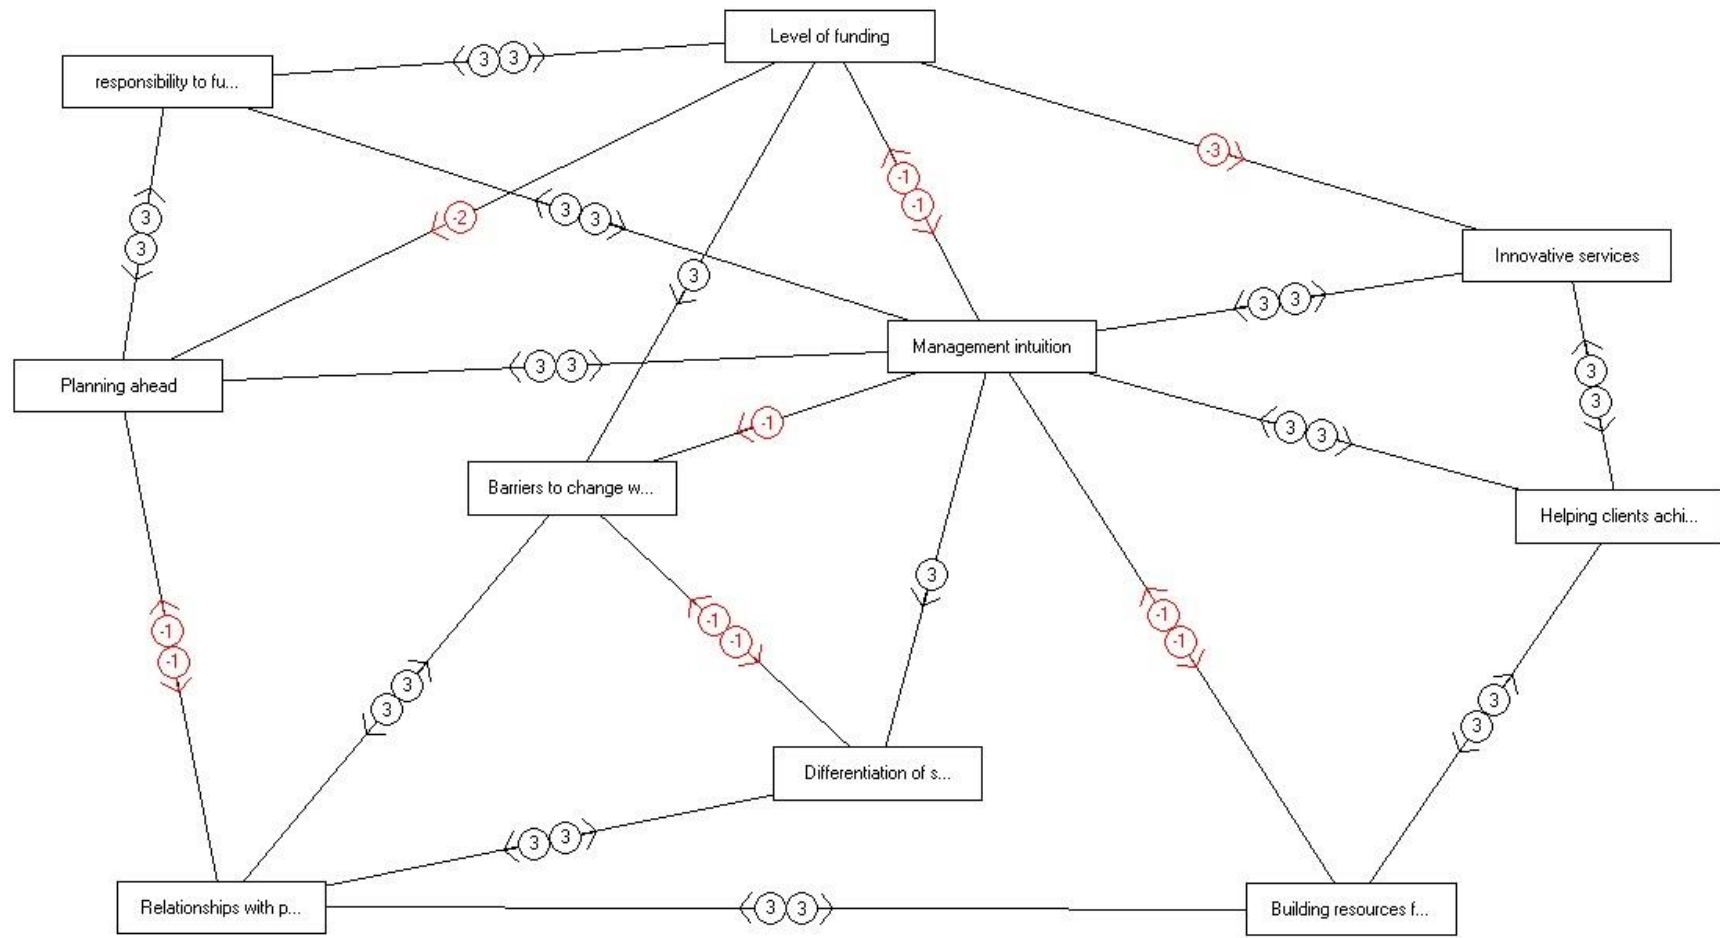 Level of funding
responsibility to fu...
3 3
-3
3
3
-2
3 3
-1
-1
3
Innovative services
3 3
Management intuition
Planning ahead
3 3
3
3
-1
3 3
Barriers to change w...
Helping clients achi...
3
-1
-1
-1
-1
-1
-1
3
3
3
3
Differentiation of s...
3 3
Relationships with p...
3 3
Building resources f...